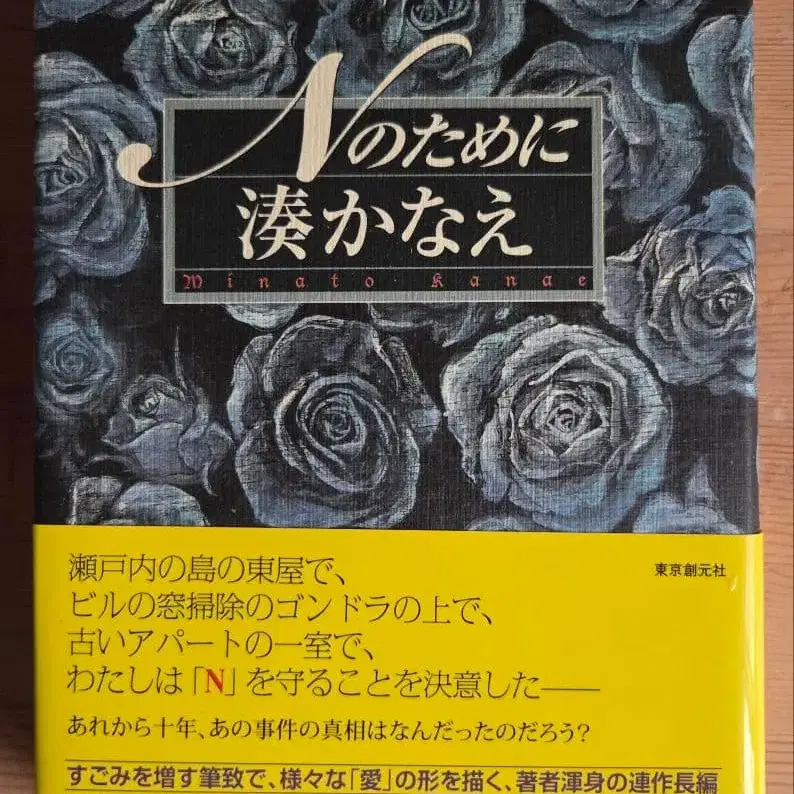 Nのために
湊かなえ
Minato Kanae
瀬戸内の島の東屋で、
東京創元社
ビルの窓掃除のゴンドラの上で、
古いアパートの一室で、
わたしは「N」を守ることを決意した——
あれから十年、あの事件の真相はなんだったのだろう？
すごみを増す筆致で、様々な「愛」の形を描く、著者渾身の連作長編